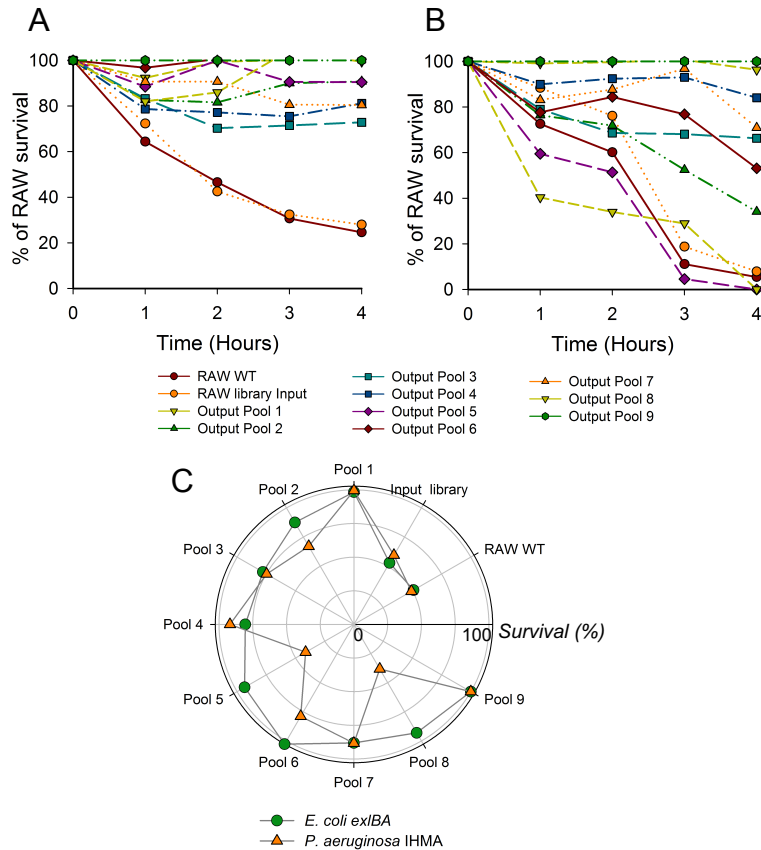 A
B
% of RAW survival
100
80
60
40
20
0
0 1 2 3 4
Time (Hours)
% of RAW survival
100
80
60
40
20
0
0 1 2 3 4
Time (Hours)
RAW WT
RAW library Input
Output Pool 1
Output Pool 2
Output Pool 3
Output Pool 4
Output Pool 5
Output Pool 6
Output Pool 7
Output Pool 8
Output Pool 9
C
Pool 1
Input library
RAW WT
Pool 9
Pool 8
Pool 7
Pool 6
Pool 5
Pool 4
Pool 3
Pool 2
0
100
Survival (%)
E. coli exlBA
P. aeruginosa IHMA